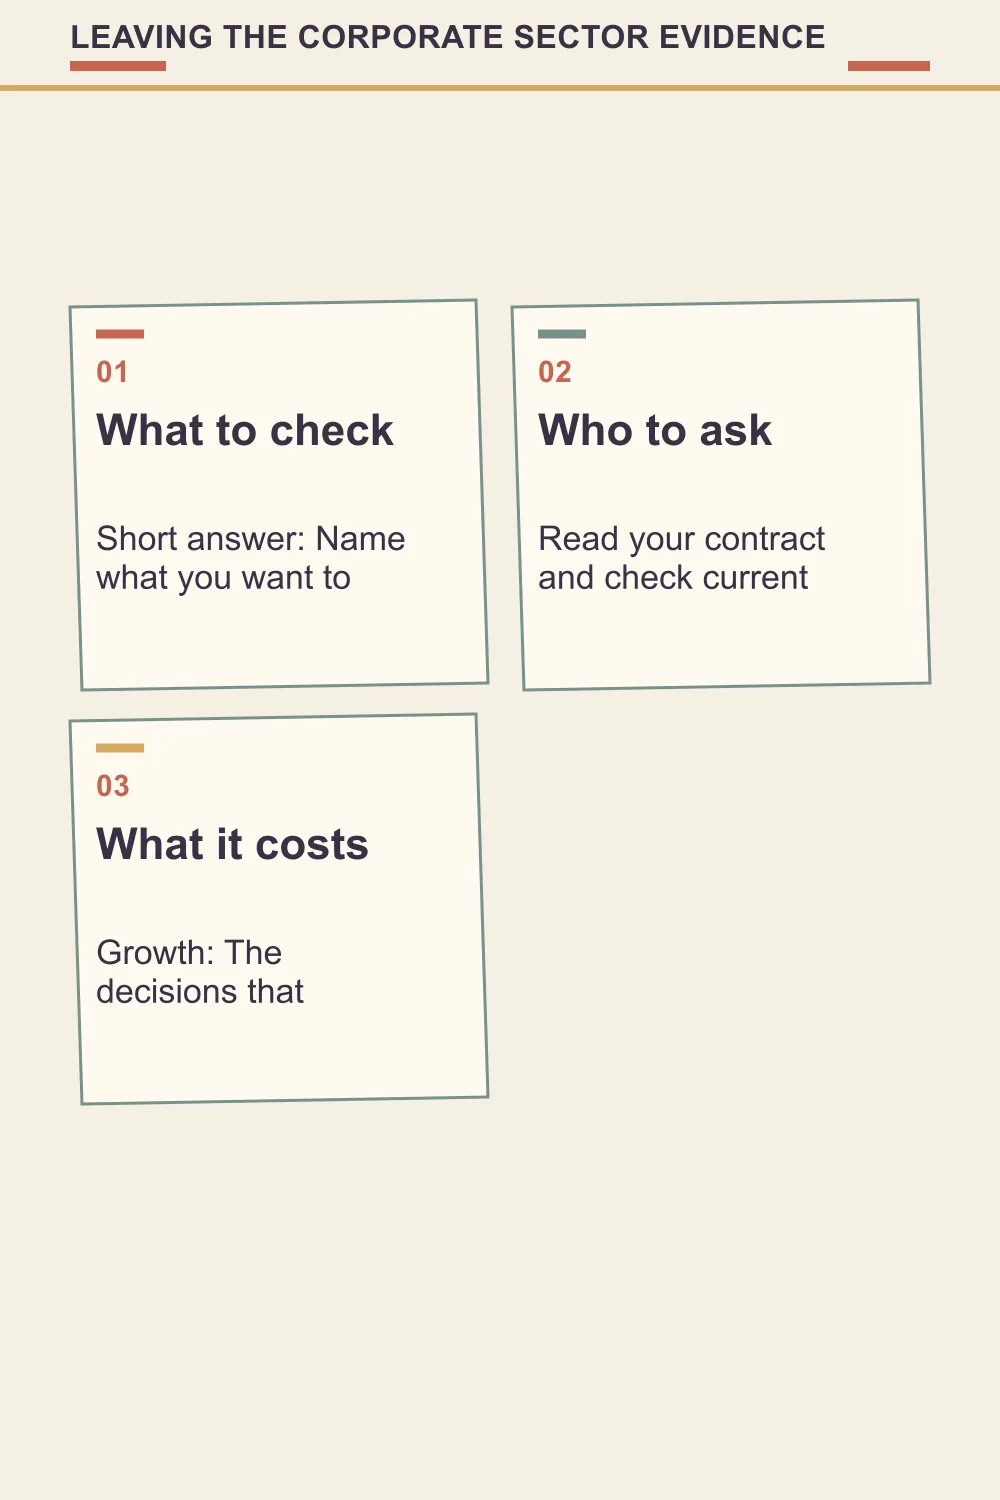 LEAVING THE CORPORATE SECTOR EVIDENCE
01
What to check
Short answer: Name
what you want to
02
Who to ask
Read your contract
and check current
03
What it costs
Growth: The
decisions that